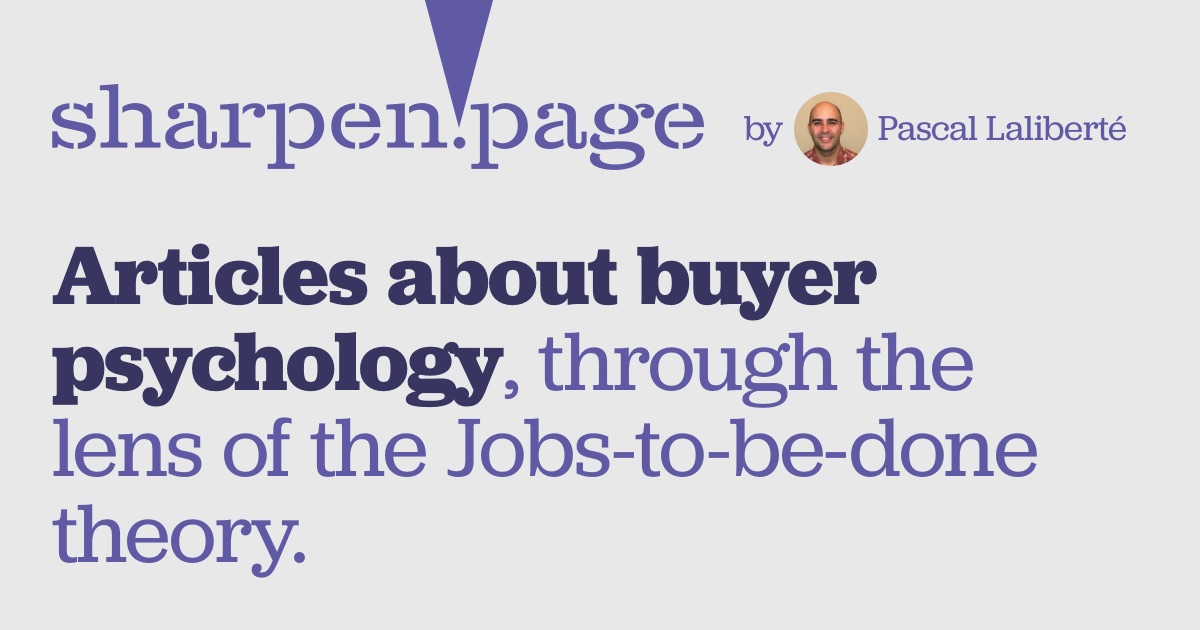 sharpen.page by Pascal Laliberté
Articles about buyer
psychology, through the
lens of the Jobs-to-be-done
theory.